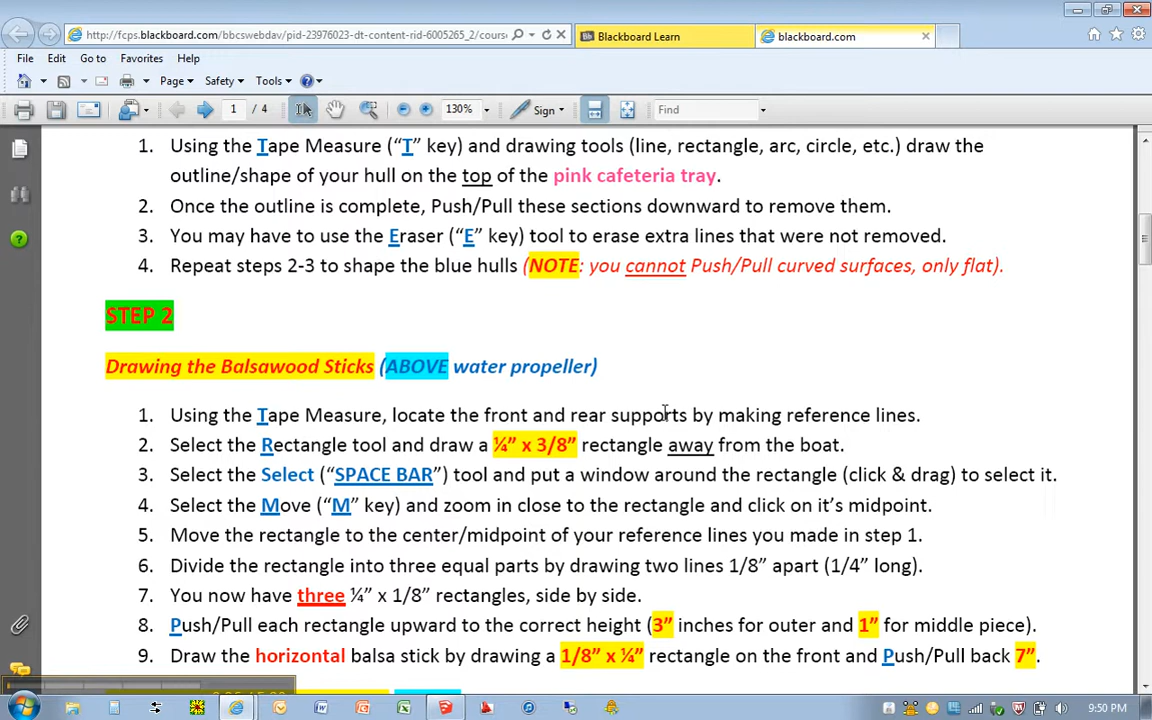 http://fcps.blackboard.com/bbcswebdav/pid-23976023-dt-content-rid-6005265_2/cours
Bb Blackboard Learn
blackboard.com
File Edit Go to Favorites Help
Page Safety Tools
1 / 4 130% Sign Find
1. Using the Tape Measure (“T” key) and drawing tools (line, rectangle, arc, circle, etc.) draw the
outline/shape of your hull on the top of the pink cafeteria tray.
2. Once the outline is complete, Push/Pull these sections downward to remove them.
3. You may have to use the Eraser (“E” key) tool to erase extra lines that were not removed.
4. Repeat steps 2-3 to shape the blue hulls (NOTE: you cannot Push/Pull curved surfaces, only flat).
STEP 2
Drawing the Balsawood Sticks (ABOVE water propeller)
1. Using the Tape Measure, locate the front and rear supports by making reference lines.
2. Select the Rectangle tool and draw a ¼” x 3/8” rectangle away from the boat.
3. Select the Select (“SPACE BAR”) tool and put a window around the rectangle (click & drag) to select it.
4. Select the Move (“M” key) and zoom in close to the rectangle and click on it’s midpoint.
5. Move the rectangle to the center/midpoint of your reference lines you made in step 1.
6. Divide the rectangle into three equal parts by drawing two lines 1/8” apart (1/4” long).
7. You now have three ¼” x 1/8” rectangles, side by side.
8. Push/Pull each rectangle upward to the correct height (3” inches for outer and 1” for middle piece).
9. Draw the horizontal balsa stick by drawing a 1/8” x ¼” rectangle on the front and Push/Pull back 7”.
9:50 PM